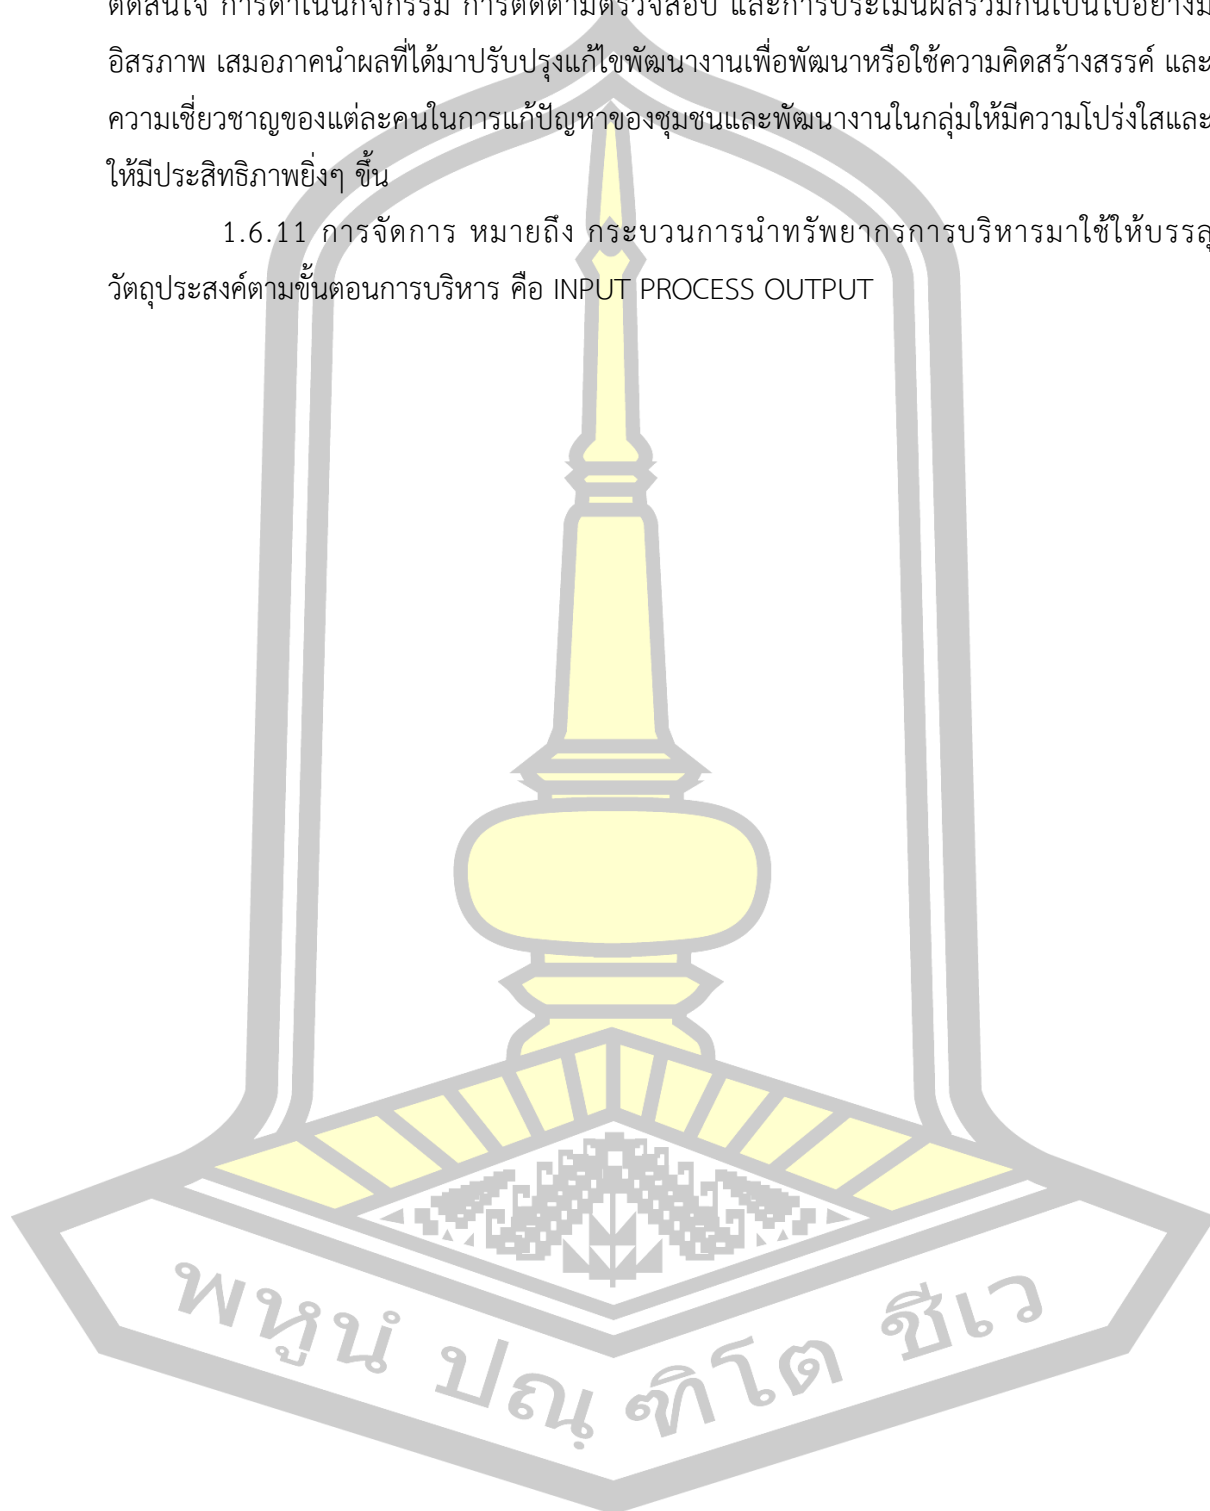 ตัดสินใจ การดำเนินกิจกรรม การติดตามตรวจสอบ และการประเมินผลร่วมกันเป็นไปอย่างมี
อิสรภาพ เสมอภาคนำผลที่ได้มาปรับปรุงแก้ไขพัฒนางานเพื่อพัฒนาหรือใช้ความคิดสร้างสรรค์ และ
ความเชี่ยวชาญของแต่ละคนในการแก้ปัญหาของชุมชนและพัฒนางานในกลุ่มให้มีความโปร่งใสและ
ให้มีประสิทธิภาพยิ่งๆ ขึ้น
1.6.11 การจัดการ หมายถึง กระบวนการนำทรัพยากรการบริหารมาใช้ให้บรรลุ
วัตถุประสงค์ตามขั้นตอนการบริหาร คือ INPUT PROCESS OUTPUT
พหูนํ ปณฺฑิโต ชีเว